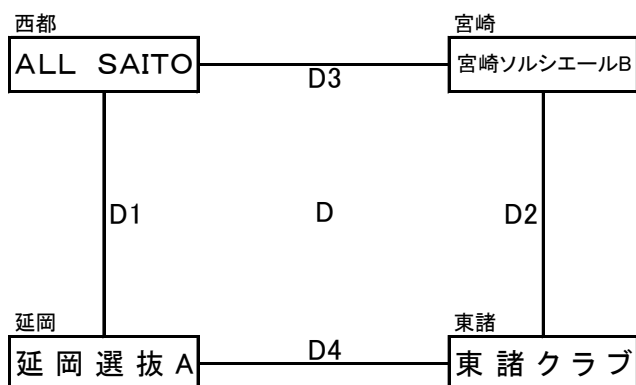 西都
宮崎
ALL SAITO
宮崎ソルシエールB
D3
D1
D
D2
延岡
東諸
D4
延岡選抜A
東諸クラブ